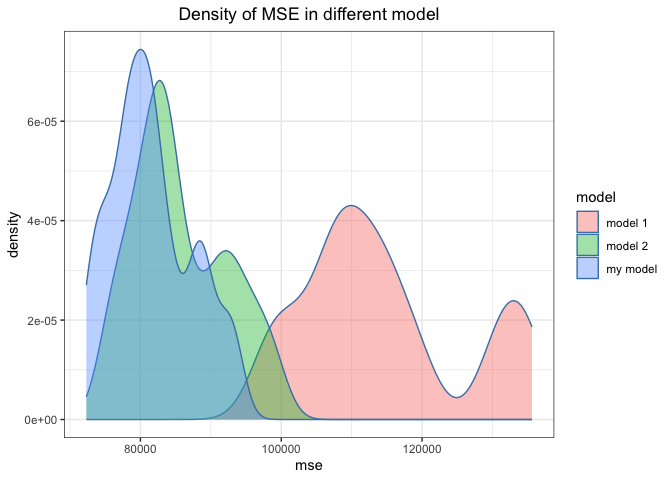 Density of MSE in different model
density
6e-05
4e-05
2e-05
0e+00
80000 100000 120000
mse
model
model 1
model 2
my model